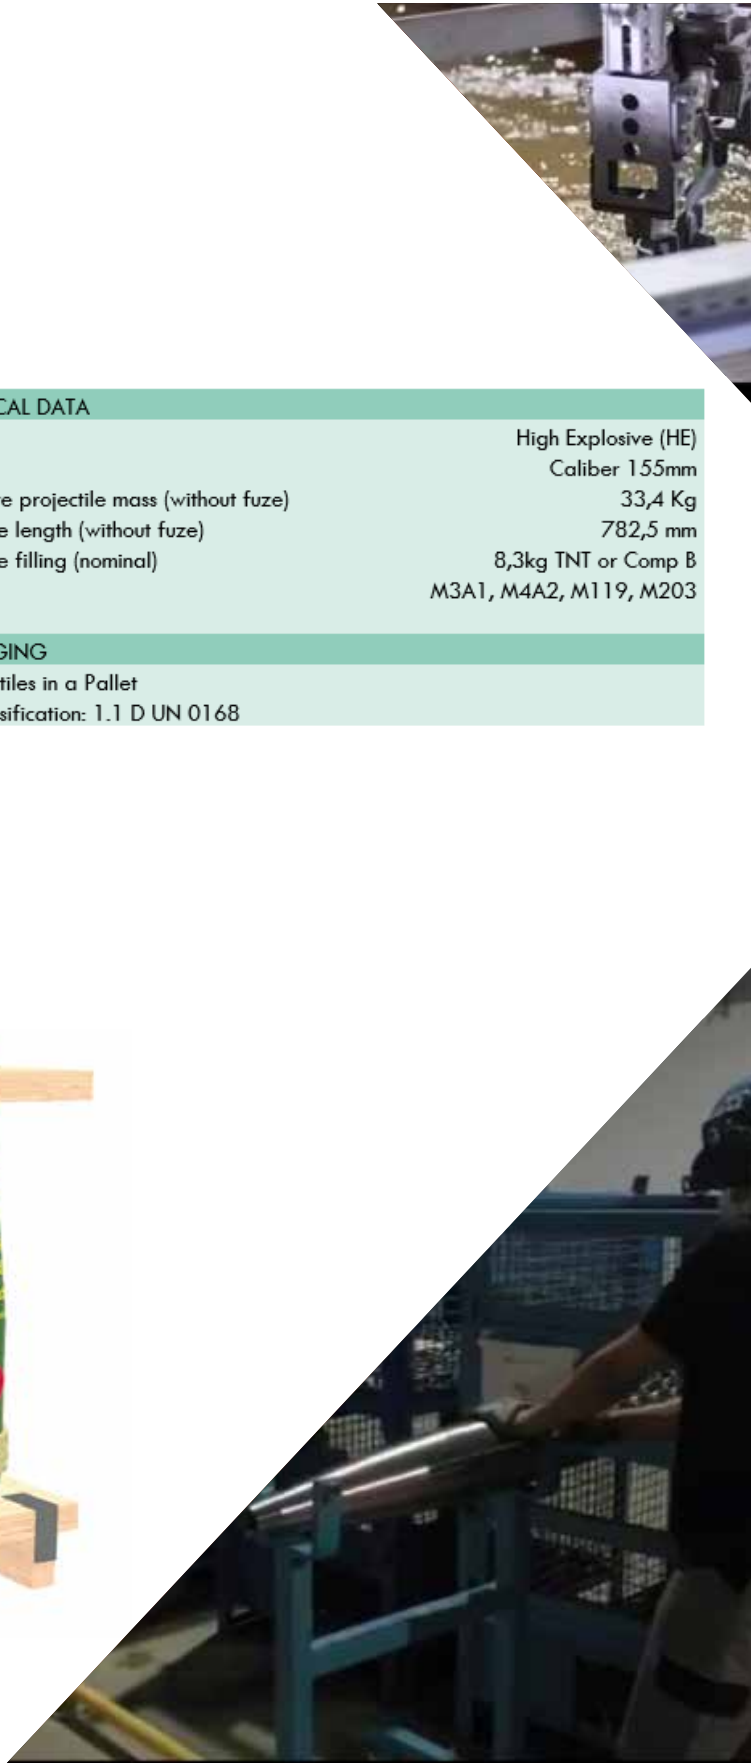 CAL DATA
High Explosive (HE)
Caliber 155mm
e projectile mass (without fuze) 33,4 Kg
e length (without fuze) 782,5 mm
e filling (nominal) 8,3kg TNT or Comp B
M3A1, M4A2, M119, M203
GING
tiles in a Pallet
sification: 1.1 D UN 0168